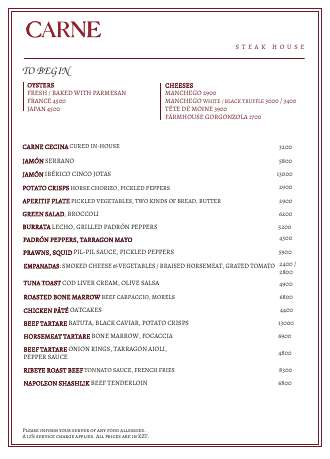 CARNE
STEAK HOUSE
TO BEGIN
OYSTERS
FRESH / BAKED WITH PARMESAN
FRANCE 4500
JAPAN 4500
CHEESES
MANCHEGO 2900
MANCHEGO WHITE / BLACK TRUFFLE 3000 / 3400
TÊTE DE MOINE 3900
FARMHOUSE GORGONZOLA 2700
CARNE CECINA CURED IN-HOUSE 3200
JAMÓN SERRANO 5800
JAMÓN IBÉRICO CINCO JOTAS 13000
POTATO CRISPS HORSE CHORIZO, PICKLED PEPPERS 2900
APERITIF PLATE PICKLED VEGETABLES, TWO KINDS OF BREAD, BUTTER 2900
GREEN SALAD, BROCCOLI 6200
BURRATA LECHO, GRILLED PADRÓN PEPPERS 5200
PADRÓN PEPPERS, TARRAGON MAYO 4500
PRAWNS, SQUID PIL-PIL SAUCE, PICKLED PEPPERS 5900
EMPANADAS: SMOKED CHEESE &VEGETABLES / BRAISED HORSEMEAT, GRATED TOMATO 2400 /
2800
TUNA TOAST COD LIVER CREAM, OLIVE SALSA 4900
ROASTED BONE MARROW BEEF CARPACCIO, MORELS 6800
CHICKEN PÂTÉ OATCAKES 4400
BEEF TARTARE BATUTA, BLACK CAVIAR, POTATO CRISPS 13000
HORSEMEAT TARTARE BONE MARROW, FOCACCIA 6900
BEEF TARTARE ONION RINGS, TARRAGON AIOLI,
PEPPER SAUCE 4800
RIBEYE ROAST BEEF TONNATO SAUCE, FRENCH FRIES 8300
NAPOLEON SHASHLIK BEEF TENDERLOIN 6800
PLEASE INFORM YOUR SERVER OF ANY FOOD ALLERGIES.
A 12% SERVICE CHARGE APPLIES. ALL PRICES ARE IN KZT.